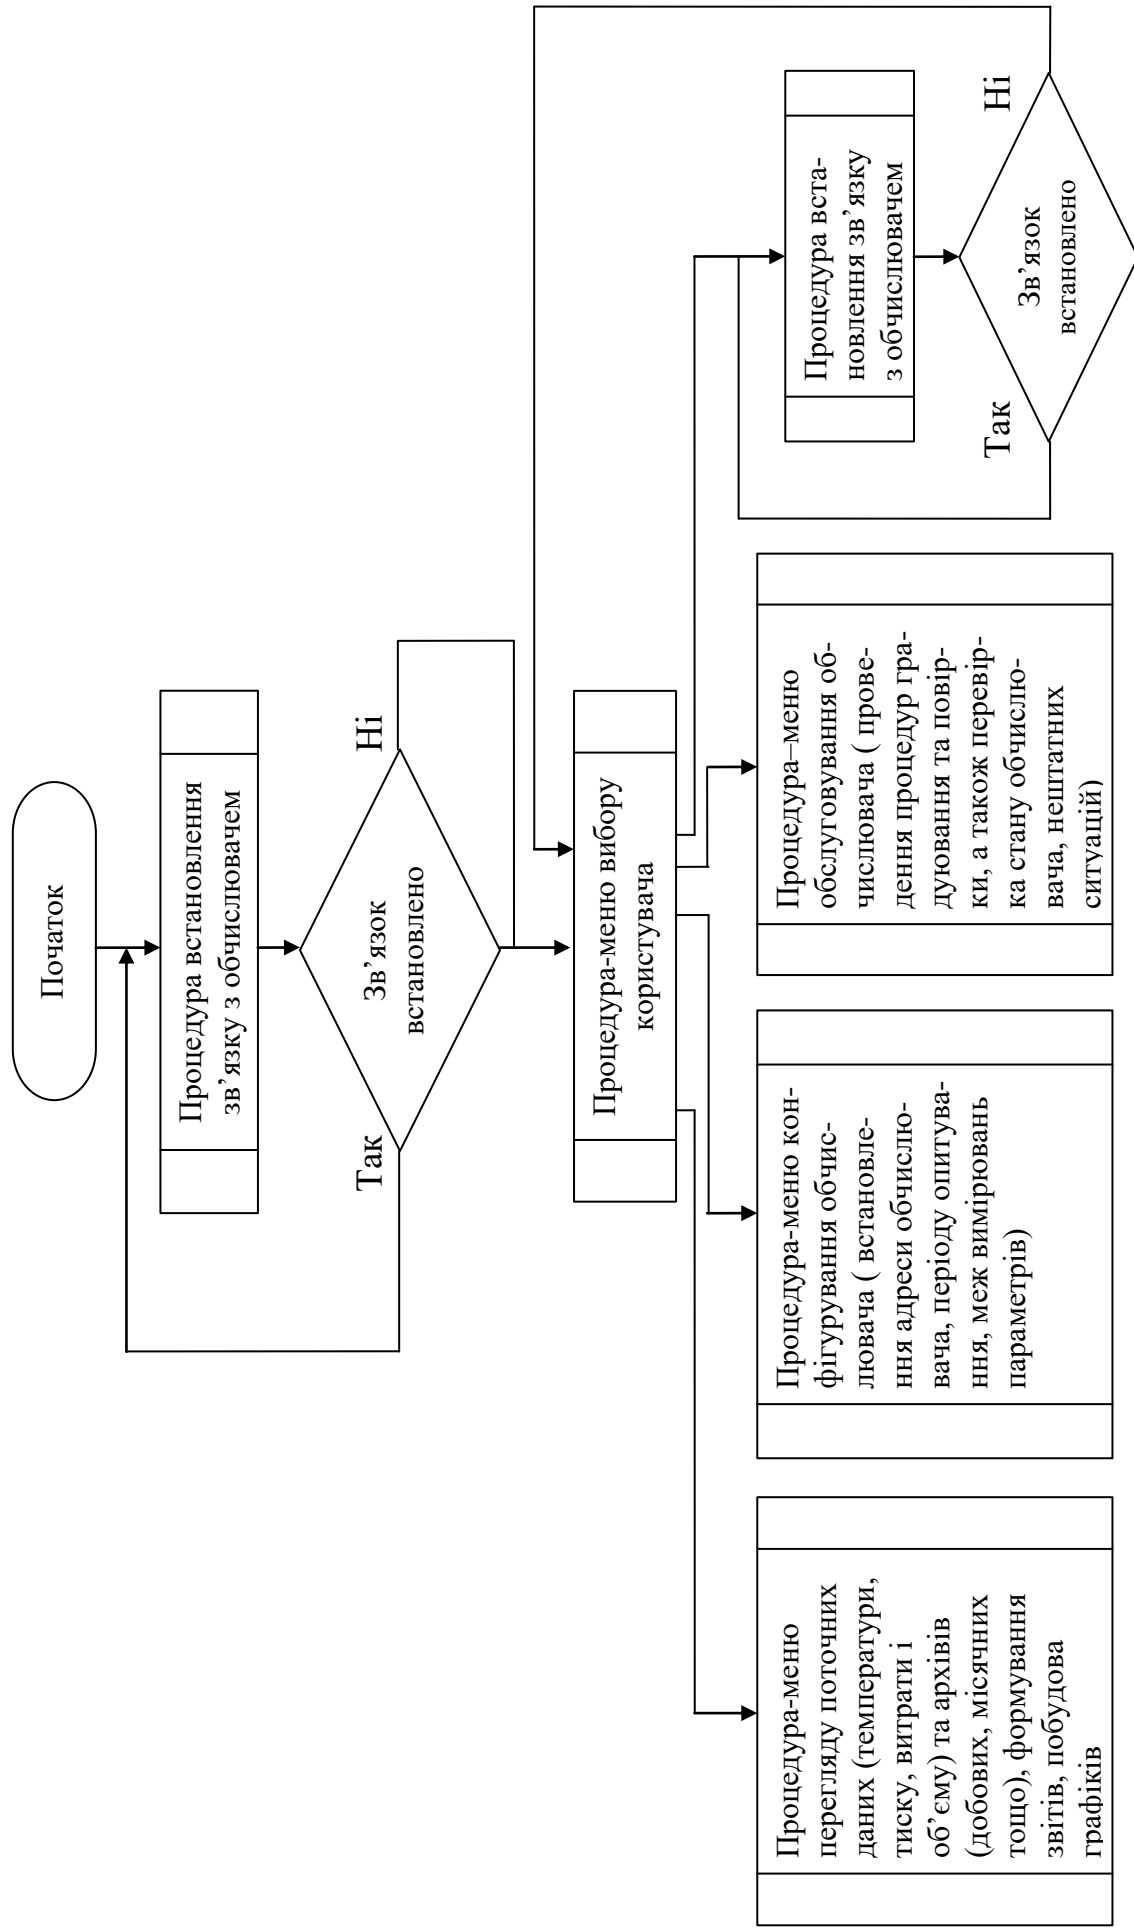 Початок
Процедура встановлення
зв’язку з обчислювачем
Зв’язок
встановлено
Так
Ні
Процедура-меню вибору
користувача
Процедура-меню
перегляду поточних
даних (температури,
тиску, витрати і
об’єму) та архівів
(добових, місячних
тощо), формування
звітів, побудова
графіків
Процедура-меню кон-
фігурування обчис-
лювача ( встановле-
ння адреси обчислю-
вача, періоду опитува-
ння, меж вимірювань
параметрів)
Процедура–меню
обслуговування об-
числювача ( прове-
дення процедур гра-
дуювання та повір-
ки, а також перевір-
ка стану обчислю-
вача, нештатних
ситуацій)
Процедура вста-
новлення зв’язку
з обчислювачем
Зв’язок
встановлено
Так
Ні